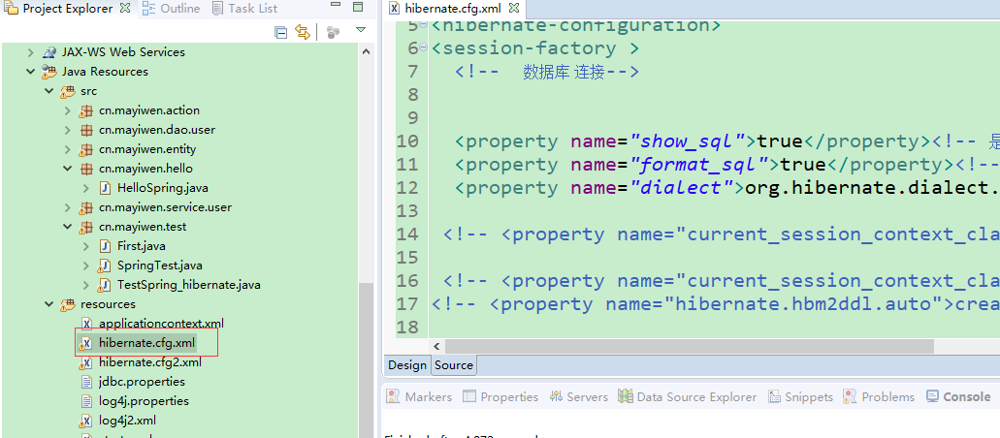 Project Explorer
Outline
Task List
JAX-WS Web Services
Java Resources
src
cn.mayiwen.action
cn.mayiwen.dao.user
cn.mayiwen.entity
cn.mayiwen.hello
HelloSpring.java
cn.mayiwen.service.user
cn.mayiwen.test
First.java
SpringTest.java
TestSpring_hibernate.java
resources
applicationcontext.xml
hibernate.cfg.xml
hibernate.cfg2.xml
jdbc.properties
log4j.properties
log4j2.xml
hibernate.cfg.xml
5 <hibernate-configuration>
6 <session-factory >
7 <!-- 数据库 连接-->
8
9
10 <property name="show_sql">true</property><!-- 是
11 <property name="format_sql">true</property><!--
12 <property name="dialect">org.hibernate.dialect.
13
14 <!-- <property name="current_session_context_cla
15
16 <!-- <property name="current_session_context_cla
17 <!-- <property name="hibernate.hbm2ddl.auto">crea
18
Design Source
Markers Properties Servers Data Source Explorer Snippets Problems Console